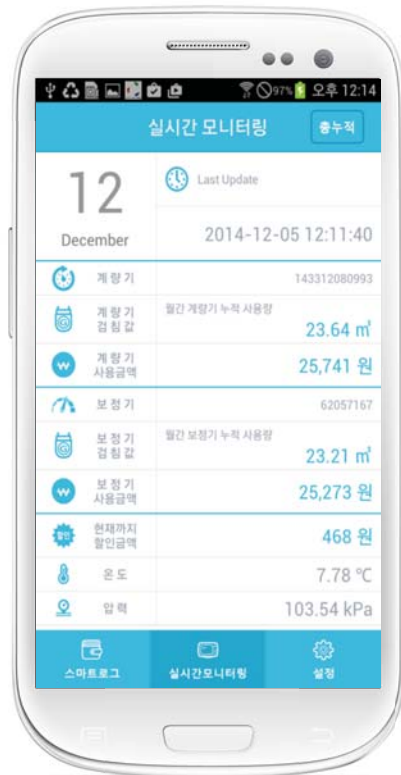 97% 오후 12:14
실시간 모니터링
총누적
12
December
Last Update
2014-12-05 12:11:40
계량기
143312080993
계량기
검침값
월간 계량기 누적 사용량
23.64 ㎥
계량기
사용금액
25,741 원
보정기
62057167
보정기
검침값
월간 보정기 누적 사용량
23.21 ㎥
보정기
사용금액
25,273 원
할인
현재까지
할인금액
468 원
온도
7.78 ℃
압력
103.54 kPa
스마트로그
실시간모니터링
설정